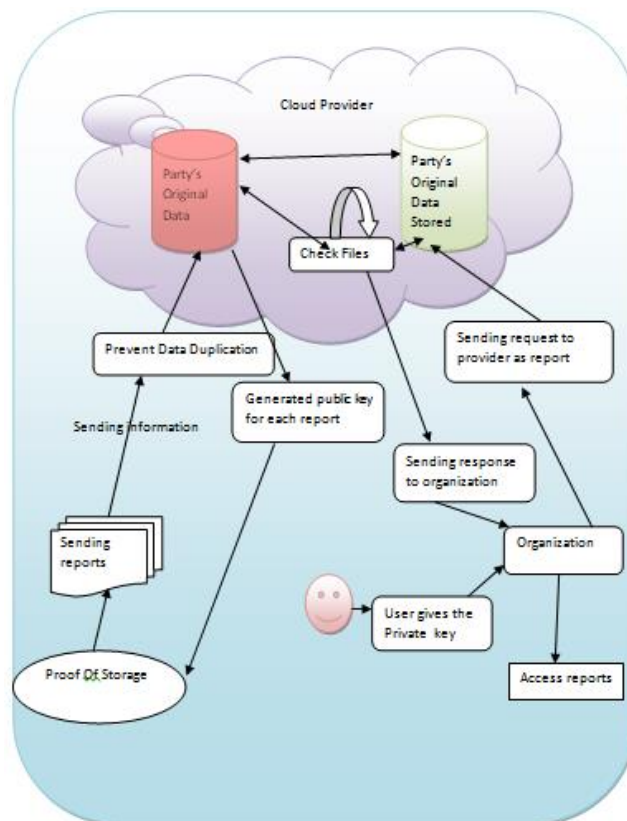 Cloud Provider
Party's
Original
Data
Party's
Original
Data
Stored
Check Files
Prevent Data Duplication
Sending request to
provider as report
Generated public key
for each report
Sending information
Sending response
to organization
Sending
reports
Organization
User gives the
Private key
Proof Of Storage
Access reports